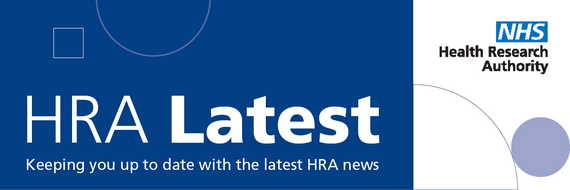 HRA Latest
Keeping you up to date with the latest HRA news
NHS
Health Research
Authority